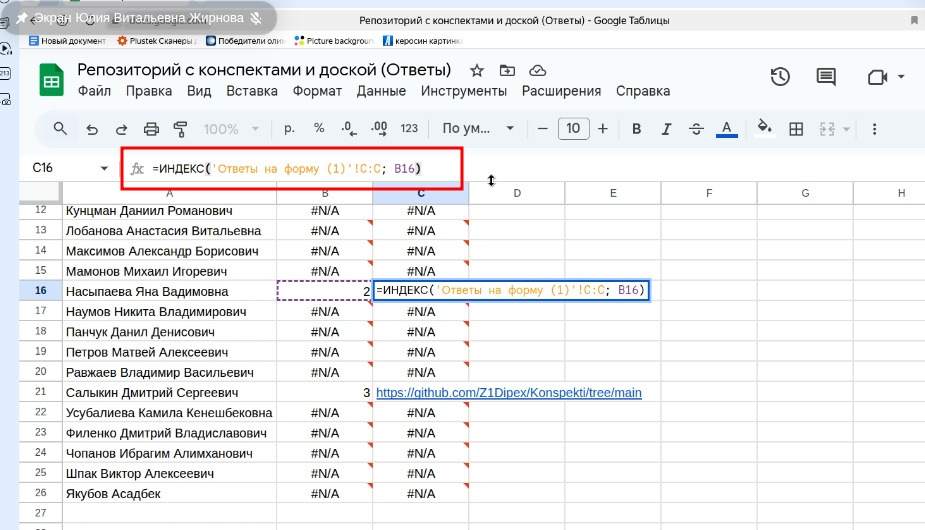 Экран Юлия Витальевна Жирнова
Репозиторий с конспектами и доской (Ответы) - Google Таблицы
Новый документ Plustek Сканеры Победители оли Picture backgroun керосин картинк
Репозиторий с конспектами и доской (Ответы)
Файл Правка Вид Вставка Формат Данные Инструменты Расширения Справка
100% р. % .0 .00 123 По ум... − 10 + B I A
C16 fx =ИНДЕКС('Ответы на форму (1)'!C:C; B16)
A B C D E F G H
12 Кунцман Даниил Романович #N/A #N/A
13 Лобанова Анастасия Витальевна #N/A #N/A
14 Максимов Александр Борисович #N/A #N/A
15 Мамонов Михаил Игоревич #N/A #N/A
16 Насыпаева Яна Вадимовна 2 =ИНДЕКС('Ответы на форму (1)'!C:C; B16)
17 Наумов Никита Владимирович #N/A #N/A
18 Панчук Данил Денисович #N/A #N/A
19 Петров Матвей Алексеевич #N/A #N/A
20 Равжаев Владимир Васильевич #N/A #N/A
21 Салыкин Дмитрий Сергеевич 3 https://github.com/Z1Dipex/Konspekti/tree/main
22 Усубалиева Камила Кенешбековна #N/A #N/A
23 Филенко Дмитрий Владиславович #N/A #N/A
24 Чопанов Ибрагим Алимханович #N/A #N/A
25 Шпак Виктор Алексеевич #N/A #N/A
26 Якубов Асадбек #N/A #N/A
27